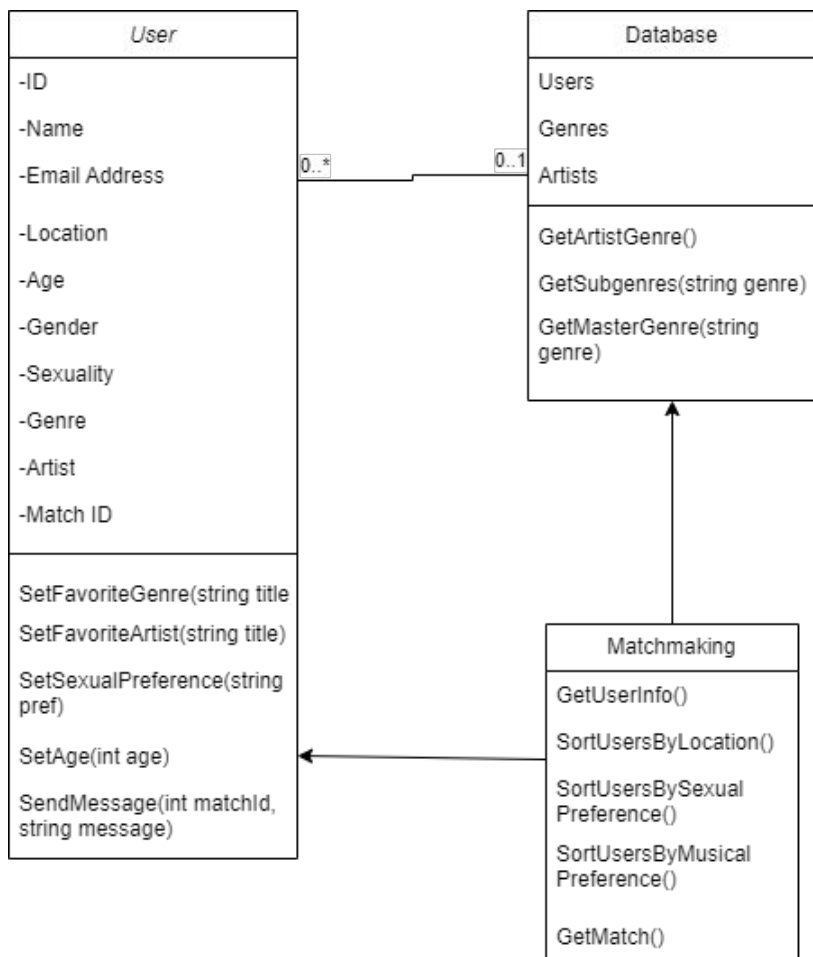 User
-ID
-Name
-Email Address
-Location
-Age
-Gender
-Sexuality
-Genre
-Artist
-Match ID
SetFavoriteGenre(string title
SetFavoriteArtist(string title)
SetSexualPreference(string
pref)
SetAge(int age)
SendMessage(int matchId,
string message)
0..*
0..1
Database
Users
Genres
Artists
GetArtistGenre()
GetSubgenres(string genre)
GetMasterGenre(string
genre)
Matchmaking
GetUserInfo()
SortUsersByLocation()
SortUsersBySexual
Preference()
SortUsersByMusical
Preference()
GetMatch()